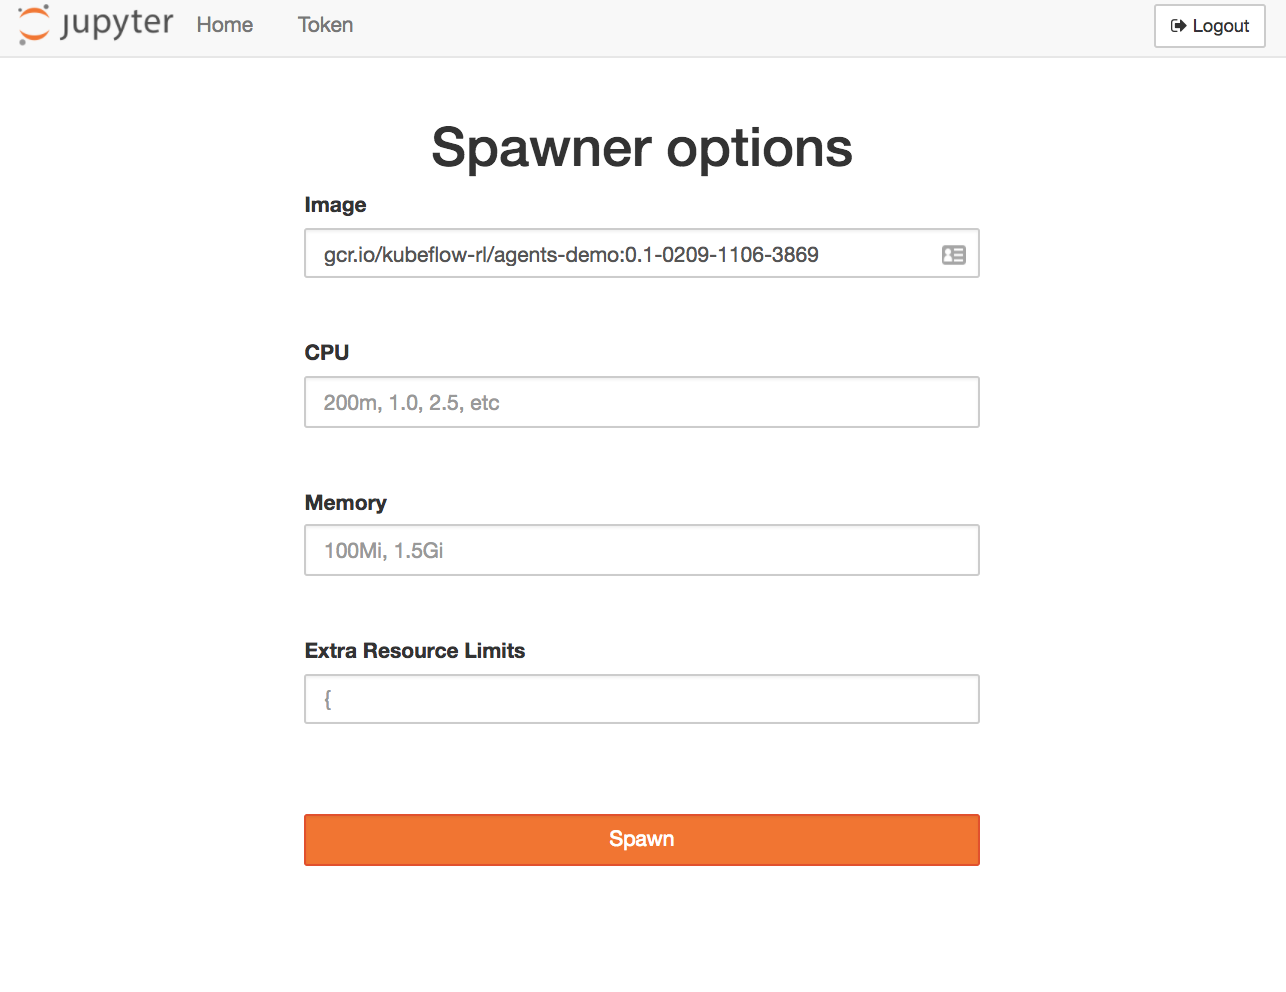 jupyter Home Token Logout
Spawner options
Image
gcr.io/kubeflow-rl/agents-demo:0.1-0209-1106-3869
CPU
200m, 1.0, 2.5, etc
Memory
100Mi, 1.5Gi
Extra Resource Limits
{
Spawn